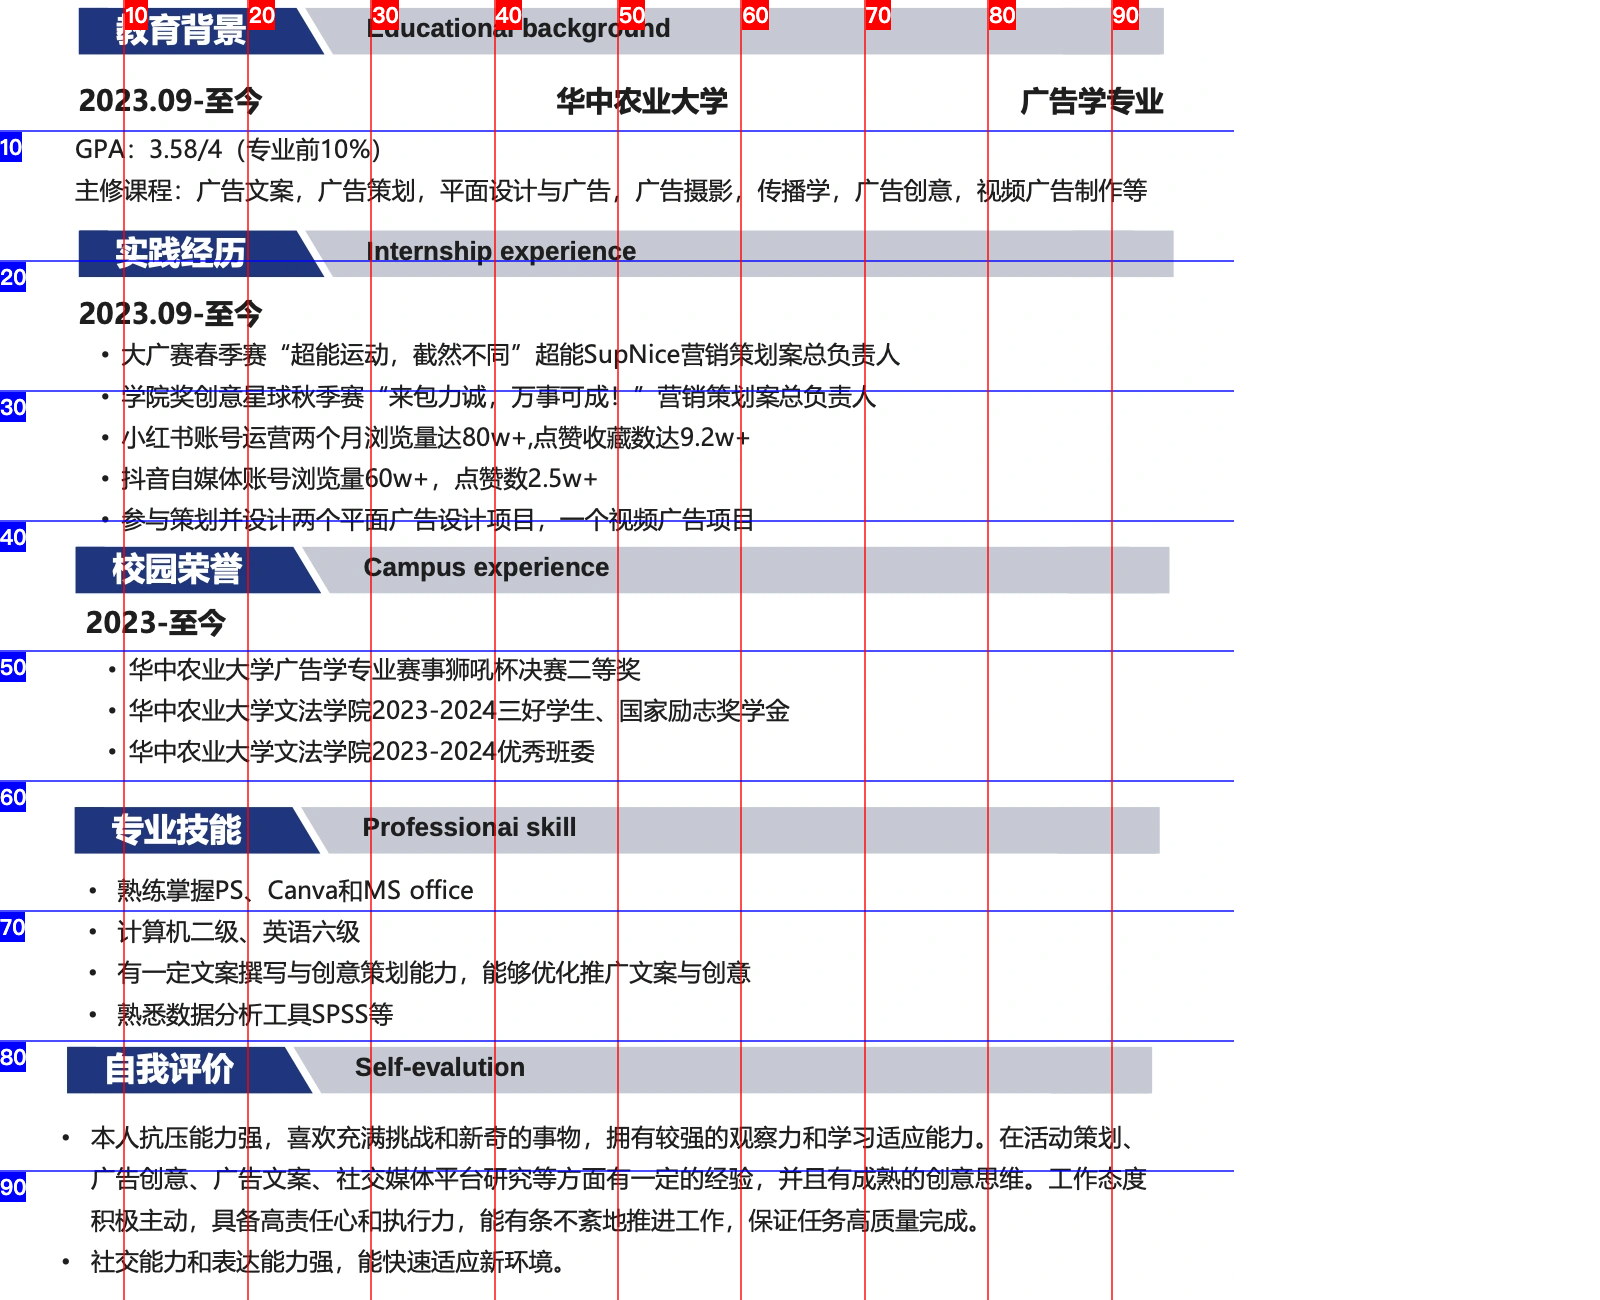 教育背景 Educational background
2023.09-至今 华中农业大学 广告学专业
GPA：3.58/4（专业前10%）
主修课程：广告文案，广告策划，平面设计与广告，广告摄影，传播学，广告创意，视频广告制作等
实践经历 Internship experience
2023.09-至今
• 大广赛春季赛“超能运动，截然不同”超能SupNice营销策划案总负责人
• 学院奖创意星球秋季赛“来包力诚，万事可成！”营销策划案总负责人
• 小红书账号运营两个月浏览量达80w+,点赞收藏数达9.2w+
• 抖音自媒体账号浏览量60w+，点赞数2.5w+
• 参与策划并设计两个平面广告设计项目，一个视频广告项目
校园荣誉 Campus experience
2023-至今
• 华中农业大学广告学专业赛事狮吼杯决赛二等奖
• 华中农业大学文法学院2023-2024三好学生、国家励志奖学金
• 华中农业大学文法学院2023-2024优秀班委
专业技能 Professionai skill
• 熟练掌握PS、Canva和MS office
• 计算机二级、英语六级
• 有一定文案撰写与创意策划能力，能够优化推广文案与创意
• 熟悉数据分析工具SPSS等
自我评价 Self-evalution
• 本人抗压能力强，喜欢充满挑战和新奇的事物，拥有较强的观察力和学习适应能力。在活动策划、
广告创意、广告文案、社交媒体平台研究等方面有一定的经验，并且有成熟的创意思维。工作态度
积极主动，具备高责任心和执行力，能有条不紊地推进工作，保证任务高质量完成。
• 社交能力和表达能力强，能快速适应新环境。
10 20 30 40 50 60 70 80 90
10
20
30
40
50
60
70
80
90